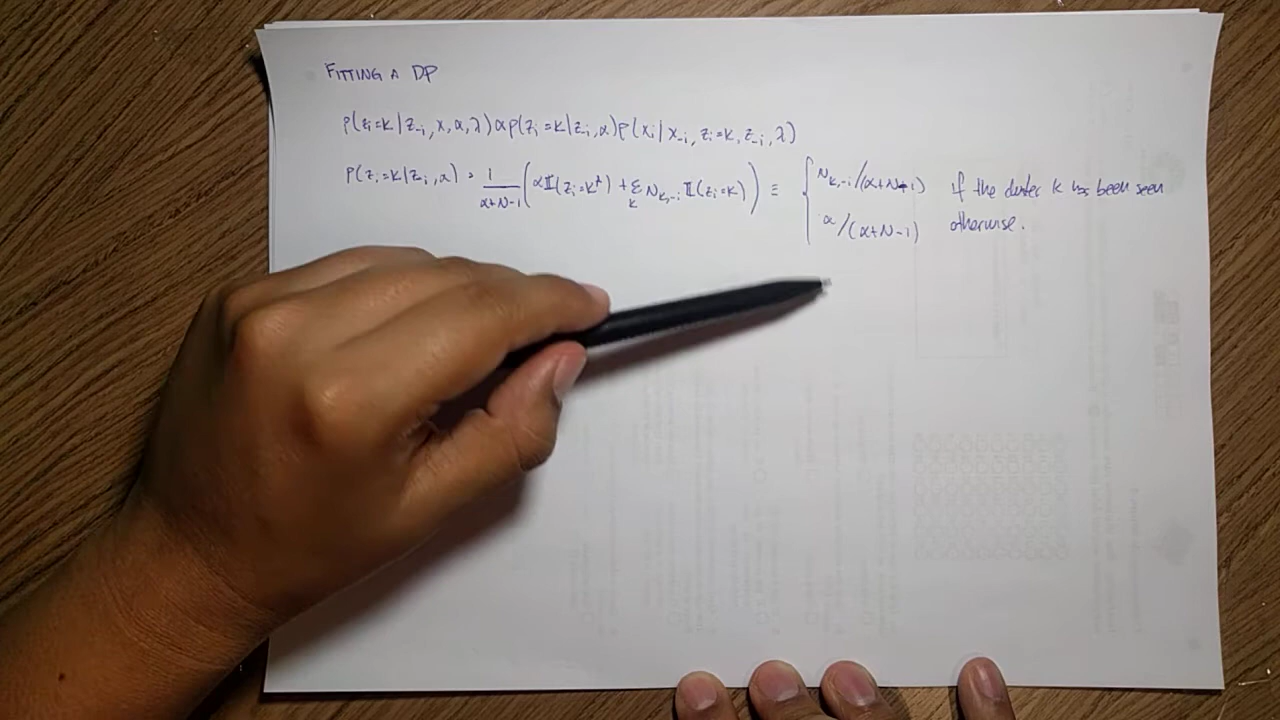 FITTING A DP
p(zi=k|z-i,x,α,λ) ∝ p(zi=k|z-i,α)p(xi|x-i, zi=k, z-i, λ)
p(zi=k|z-i,α) = 1/(α+N-1) (α𝕀(zi=k*) + Σk Nk,-i 𝕀(zi=k)) ≡ { Nk,-i/(α+N-1) if the cluster k has been seen
α/(α+N-1) otherwise.